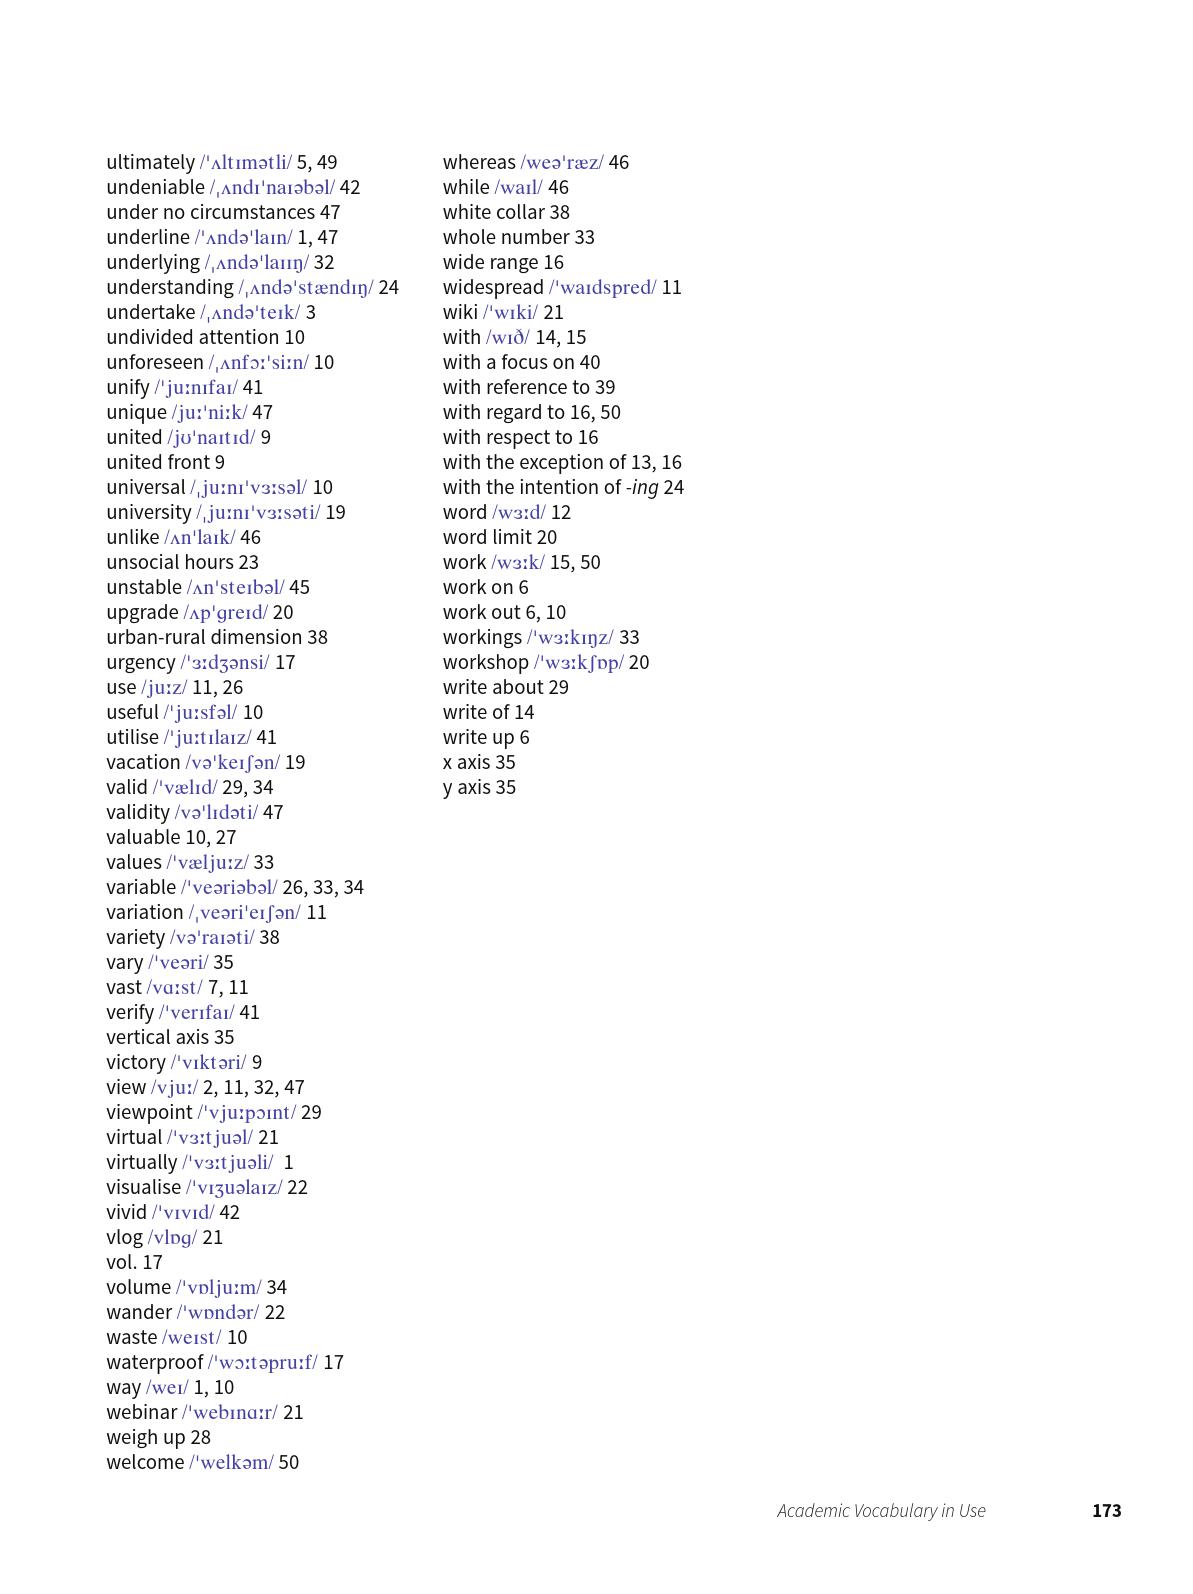 ultimately /ˈʌltɪmətli/ 5, 49
undeniable /ˌʌndɪˈnaɪəbəl/ 42
under no circumstances 47
underline /ˈʌndəˈlaɪn/ 1, 47
underlying /ˌʌndəˈlaɪɪŋ/ 32
understanding /ˌʌndəˈstændɪŋ/ 24
undertake /ˌʌndəˈteɪk/ 3
undivided attention 10
unforeseen /ˌʌnfɔːˈsiːn/ 10
unify /ˈjuːnɪfaɪ/ 41
unique /juːˈniːk/ 47
united /jʊˈnaɪtɪd/ 9
united front 9
universal /ˌjuːnɪˈvɜːsəl/ 10
university /ˌjuːnɪˈvɜːsəti/ 19
unlike /ʌnˈlaɪk/ 46
unsocial hours 23
unstable /ʌnˈsteɪbəl/ 45
upgrade /ʌpˈɡreɪd/ 20
urban-rural dimension 38
urgency /ˈɜːdʒənsi/ 17
use /juːz/ 11, 26
useful /ˈjuːsfəl/ 10
utilise /ˈjuːtɪlaɪz/ 41
vacation /vəˈkeɪʃən/ 19
valid /ˈvælɪd/ 29, 34
validity /vəˈlɪdəti/ 47
valuable 10, 27
values /ˈvæljuːz/ 33
variable /ˈveəriəbəl/ 26, 33, 34
variation /ˌveəriˈeɪʃən/ 11
variety /vəˈraɪəti/ 38
vary /ˈveəri/ 35
vast /vɑːst/ 7, 11
verify /ˈverɪfaɪ/ 41
vertical axis 35
victory /ˈvɪktəri/ 9
view /vjuː/ 2, 11, 32, 47
viewpoint /ˈvjuːpɔɪnt/ 29
virtual /ˈvɜːtjuəl/ 21
virtually /ˈvɜːtjuəli/ 1
visualise /ˈvɪʒuəlaɪz/ 22
vivid /ˈvɪvɪd/ 42
vlog /vlɒɡ/ 21
vol. 17
volume /ˈvɒljuːm/ 34
wander /ˈwɒndər/ 22
waste /weɪst/ 10
waterproof /ˈwɔːtəpruːf/ 17
way /weɪ/ 1, 10
webinar /ˈwebɪnɑːr/ 21
weigh up 28
welcome /ˈwelkəm/ 50
whereas /weəˈræz/ 46
while /waɪl/ 46
white collar 38
whole number 33
wide range 16
widespread /ˈwaɪdspred/ 11
wiki /ˈwɪki/ 21
with /wɪð/ 14, 15
with a focus on 40
with reference to 39
with regard to 16, 50
with respect to 16
with the exception of 13, 16
with the intention of -ing 24
word /wɜːd/ 12
word limit 20
work /wɜːk/ 15, 50
work on 6
work out 6, 10
workings /ˈwɜːkɪŋz/ 33
workshop /ˈwɜːkʃɒp/ 20
write about 29
write of 14
write up 6
x axis 35
y axis 35
Academic Vocabulary in Use 173